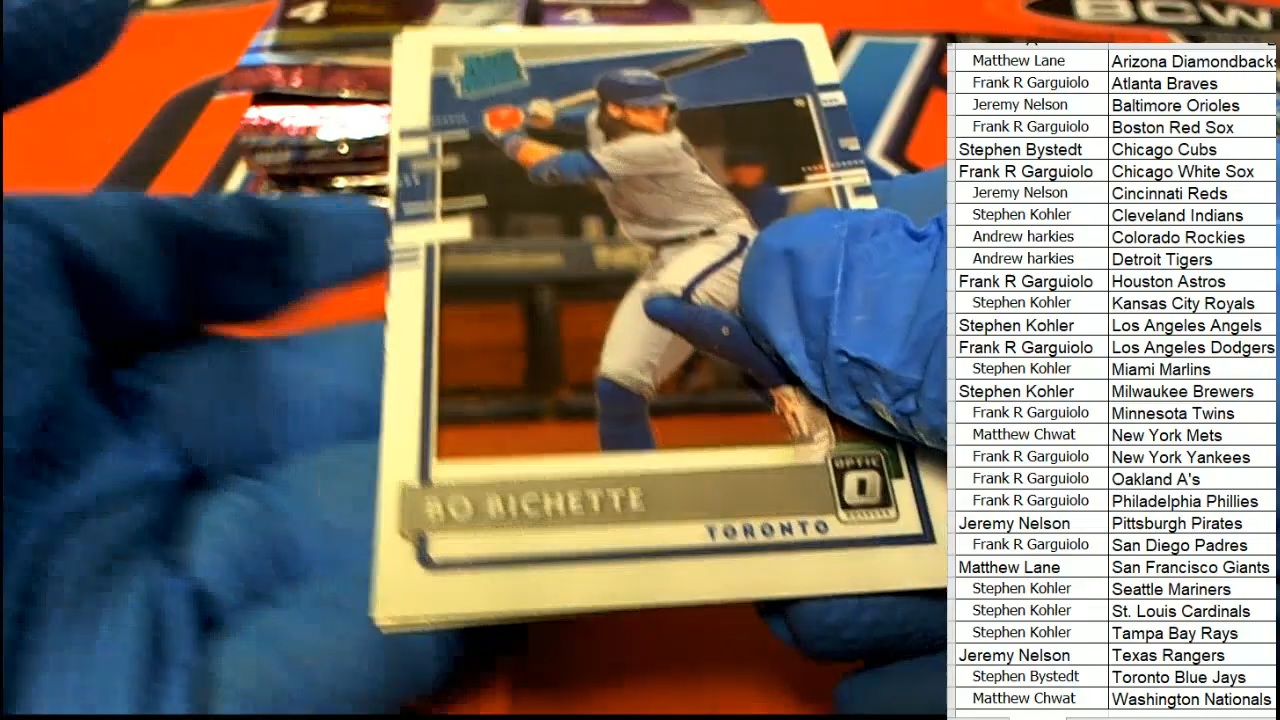 4
4
BCW
BO BICHETTE
TORONTO
OPTIC
Matthew Lane Arizona Diamondbacks
Frank R Garguiolo Atlanta Braves
Jeremy Nelson Baltimore Orioles
Frank R Garguiolo Boston Red Sox
Stephen Bystedt Chicago Cubs
Frank R Garguiolo Chicago White Sox
Jeremy Nelson Cincinnati Reds
Stephen Kohler Cleveland Indians
Andrew harkies Colorado Rockies
Andrew harkies Detroit Tigers
Frank R Garguiolo Houston Astros
Stephen Kohler Kansas City Royals
Stephen Kohler Los Angeles Angels
Frank R Garguiolo Los Angeles Dodgers
Stephen Kohler Miami Marlins
Stephen Kohler Milwaukee Brewers
Frank R Garguiolo Minnesota Twins
Matthew Chwat New York Mets
Frank R Garguiolo New York Yankees
Frank R Garguiolo Oakland A's
Frank R Garguiolo Philadelphia Phillies
Jeremy Nelson Pittsburgh Pirates
Frank R Garguiolo San Diego Padres
Matthew Lane San Francisco Giants
Stephen Kohler Seattle Mariners
Stephen Kohler St. Louis Cardinals
Stephen Kohler Tampa Bay Rays
Jeremy Nelson Texas Rangers
Stephen Bystedt Toronto Blue Jays
Matthew Chwat Washington Nationals